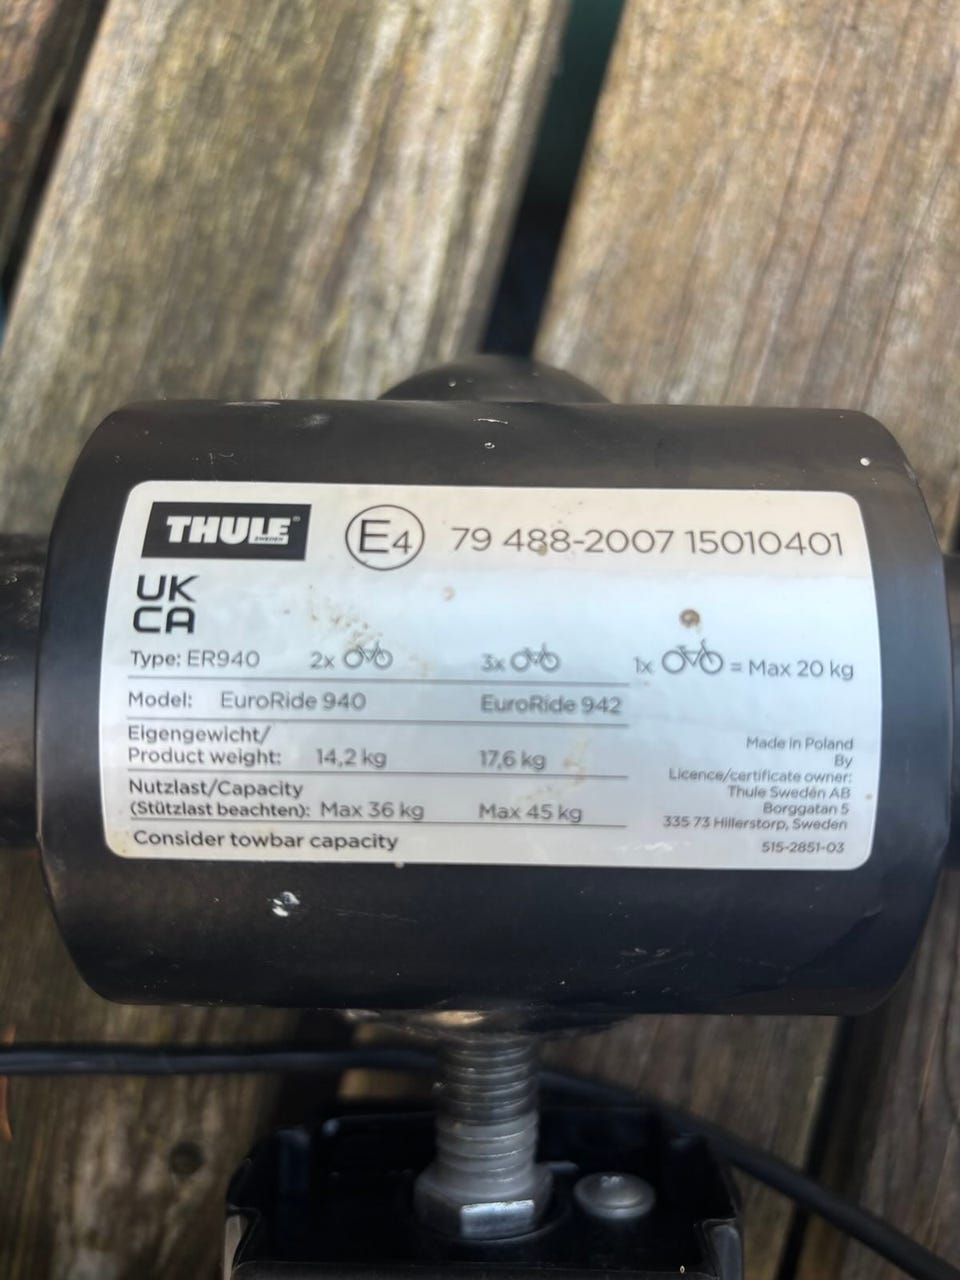 THULE® E4 79 488-2007 15010401
SWEDEN
UK
CA
Type: ER940 2x 3x 1x = Max 20 kg
Model: EuroRide 940 EuroRide 942
Eigengewicht/
Product weight: 14,2 kg 17,6 kg
Nutzlast/Capacity
(Stützlast beachten): Max 36 kg Max 45 kg
Consider towbar capacity
Made in Poland
By
Licence/certificate owner:
Thule Sweden AB
Borggatan 5
335 73 Hillerstorp, Sweden
515-2851-03